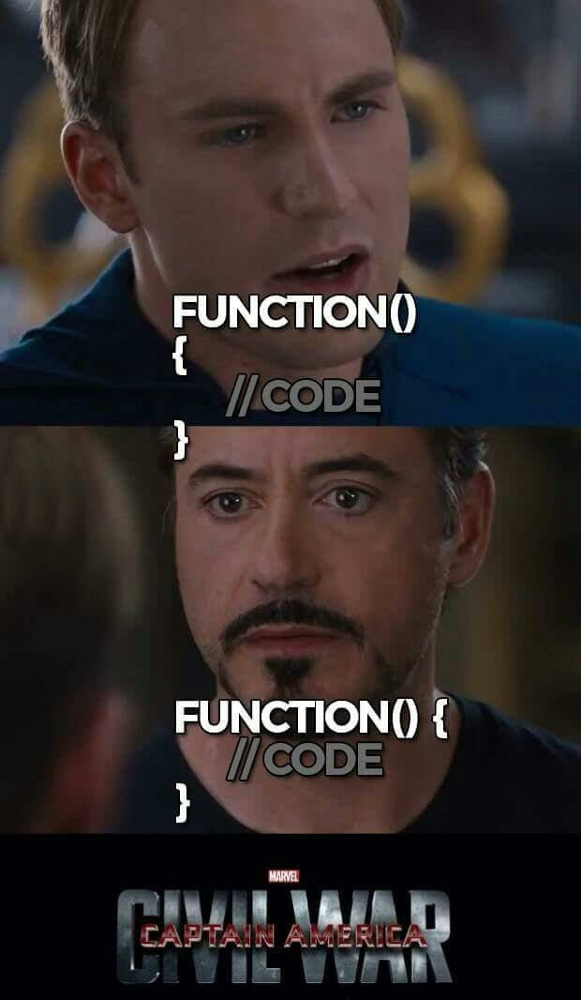 FUNCTION()
{
//CODE
}
FUNCTION() {
//CODE
}
MARVEL
CIVIL WAR
CAPTAIN AMERICA